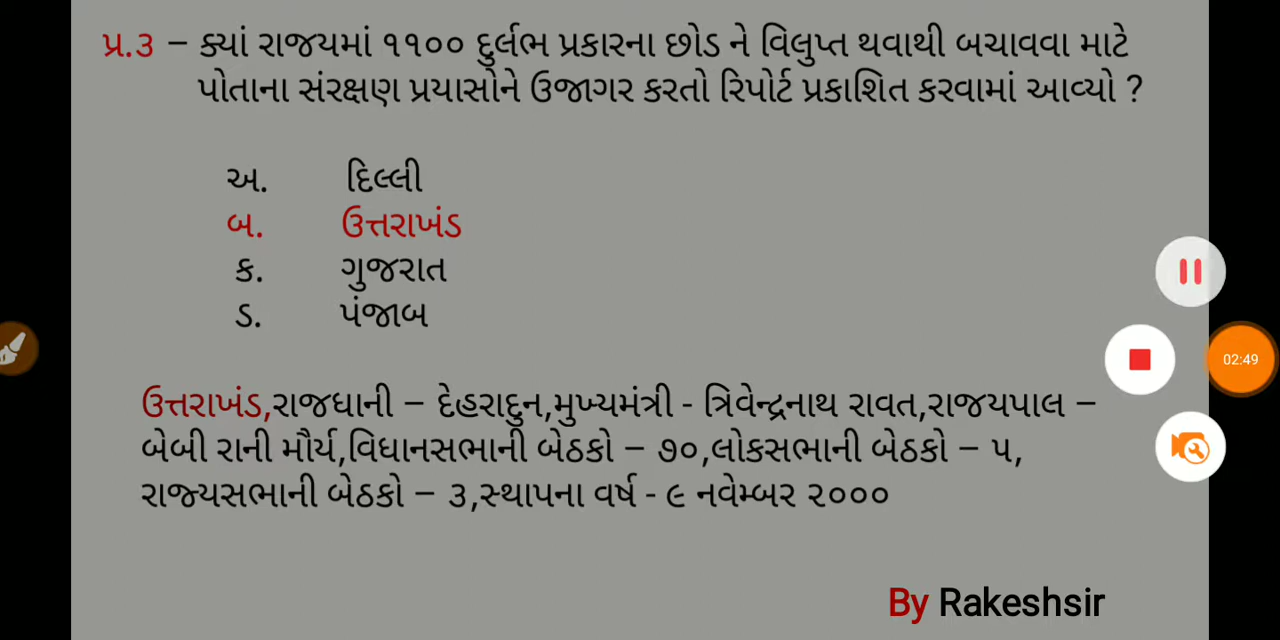 પ્ર.૩ – ક્યાં રાજયમાં ૧૧૦૦ દુર્લભ પ્રકારના છોડ ને વિલુપ્ત થવાથી બચાવવા માટે
પોતાના સંરક્ષણ પ્રયાસોને ઉજાગર કરતો રિપોર્ટ પ્રકાશિત કરવામાં આવ્યો ?
અ. દિલ્લી
બ. ઉત્તરાખંડ
ક. ગુજરાત
ડ. પંજાબ
02:49
ઉત્તરાખંડ,રાજધાની – દેહરાદુન,મુખ્યમંત્રી - ત્રિવેન્દ્રનાથ રાવત,રાજયપાલ –
બેબી રાની મૌર્ય,વિધાનસભાની બેઠકો – ૭૦,લોકસભાની બેઠકો – ૫,
રાજ્યસભાની બેઠકો – ૩,સ્થાપના વર્ષ - ૯ નવેમ્બર ૨૦૦૦
By Rakeshsir